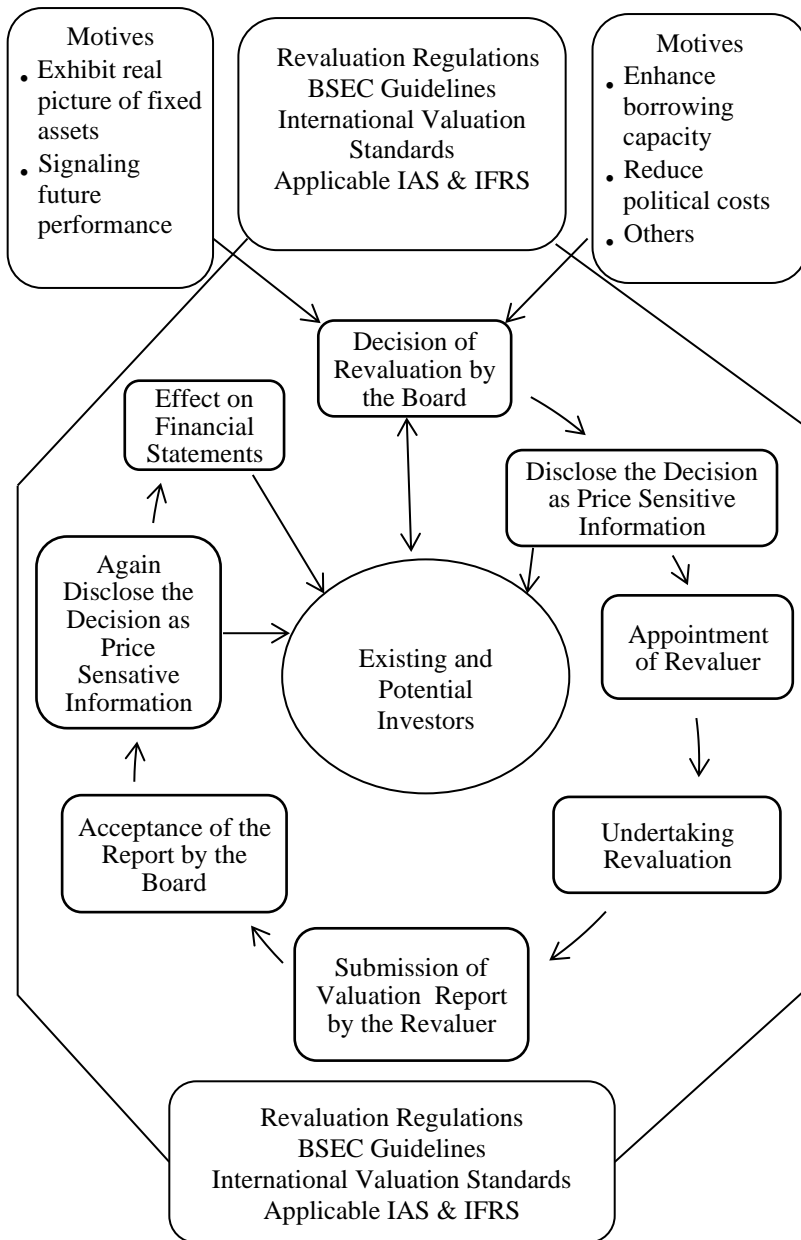 Motives
• Exhibit real
picture of fixed
assets
• Signaling
future
performance
Revaluation Regulations
BSEC Guidelines
International Valuation
Standards
Applicable IAS & IFRS
Motives
• Enhance
borrowing
capacity
• Reduce
political costs
• Others
Decision of
Revaluation by
the Board
Effect on
Financial
Statements
Disclose the Decision
as Price Sensitive
Information
Again
Disclose the
Decision as
Price
Sensative
Information
Existing and
Potential
Investors
Appointment
of Revaluer
Acceptance of the
Report by the
Board
Undertaking
Revaluation
Submission of
Valuation Report
by the Revaluer
Revaluation Regulations
BSEC Guidelines
International Valuation Standards
Applicable IAS & IFRS